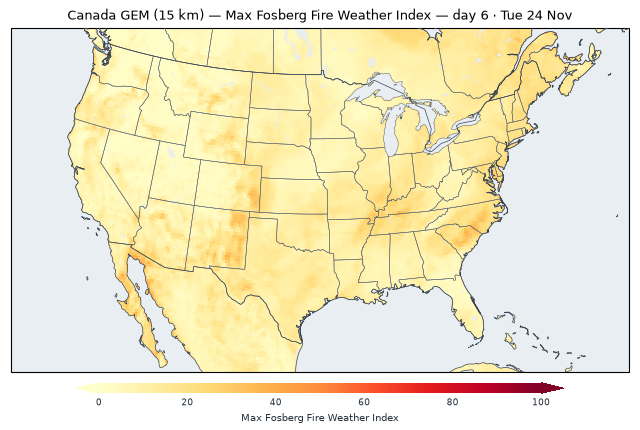 Canada GEM (15 km) — Max Fosberg Fire Weather Index — day 6 · Tue 24 Nov
0 20 40 60 80 100
Max Fosberg Fire Weather Index